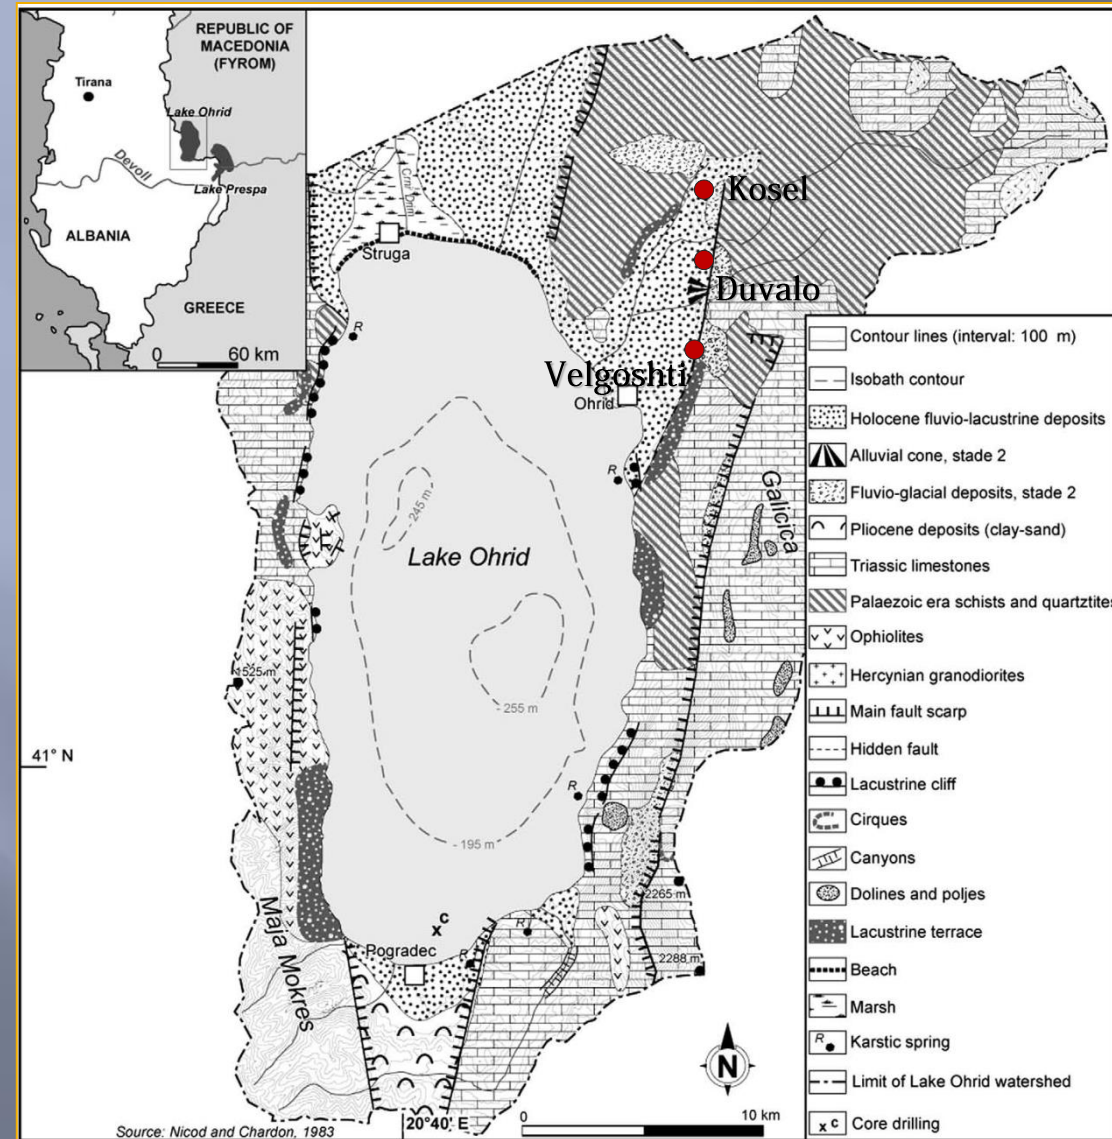 REPUBLIC OF
MACEDONIA
(FYROM)
Tirana
Lake Ohrid
Devoll
Lake Prespa
ALBANIA
GREECE
0 60 km
Kosel
Crni Drim
Struga
Duvalo
R
Velgoshti
Ohrid
R
Galicica
245 m
Lake Ohrid
1525 m
- 255 m
41° N
R
- 195 m
2265 m
Maja Mokres
c
x
R
Pogradec
R
2288 m
N
20°40' E
0 10 km
Source: Nicod and Chardon, 1983
Contour lines (interval: 100 m)
Isobath contour
Holocene fluvio-lacustrine deposits
Alluvial cone, stade 2
Fluvio-glacial deposits, stade 2
Pliocene deposits (clay-sand)
Triassic limestones
Palaezoic era schists and quartztites
Ophiolites
Hercynian granodiorites
Main fault scarp
Hidden fault
Lacustrine cliff
Cirques
Canyons
Dolines and poljes
Lacustrine terrace
Beach
Marsh
R Karstic spring
Limit of Lake Ohrid watershed
x c Core drilling